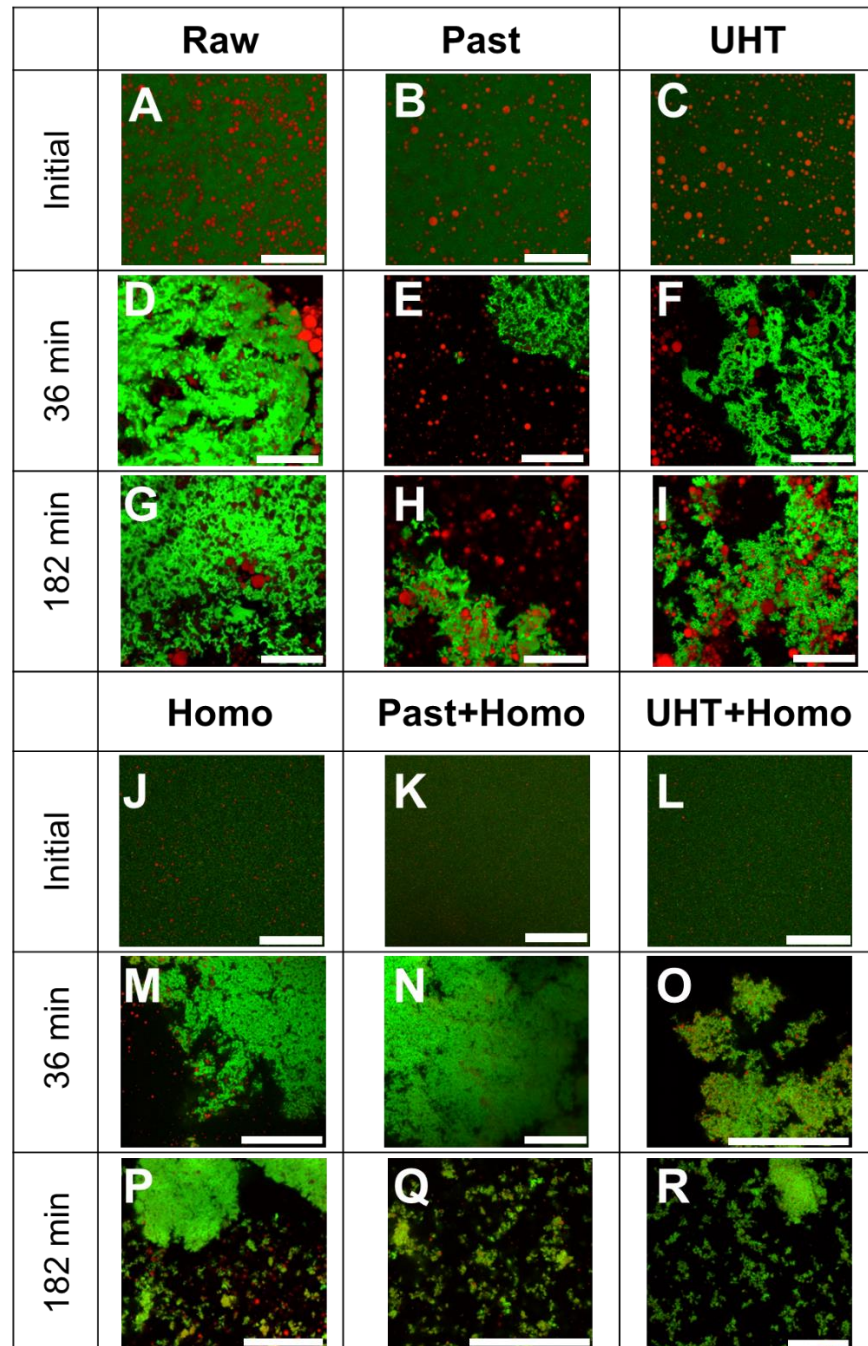 Raw Past UHT
Initial A B C
36 min D E F
182 min G H I
Homo Past+Homo UHT+Homo
Initial J K L
36 min M N O
182 min P Q R